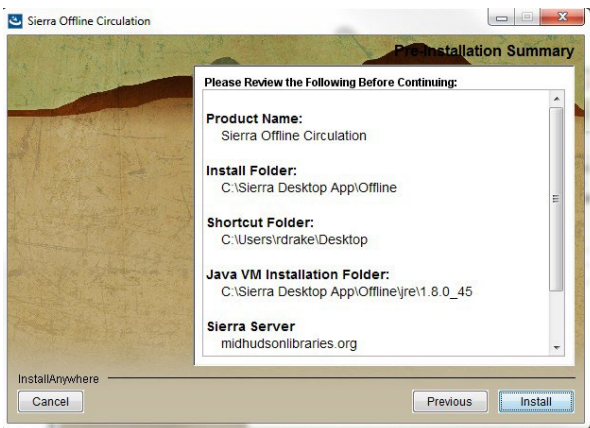 Sierra Offline Circulation
Pre-Installation Summary
Please Review the Following Before Continuing:
Product Name:
Sierra Offline Circulation
Install Folder:
C:\Sierra Desktop App\Offline
Shortcut Folder:
C:\Users\rdrake\Desktop
Java VM Installation Folder:
C:\Sierra Desktop App\Offline\jre\1.8.0_45
Sierra Server
midhudsonlibraries.org
InstallAnywhere
Cancel
Previous
Install